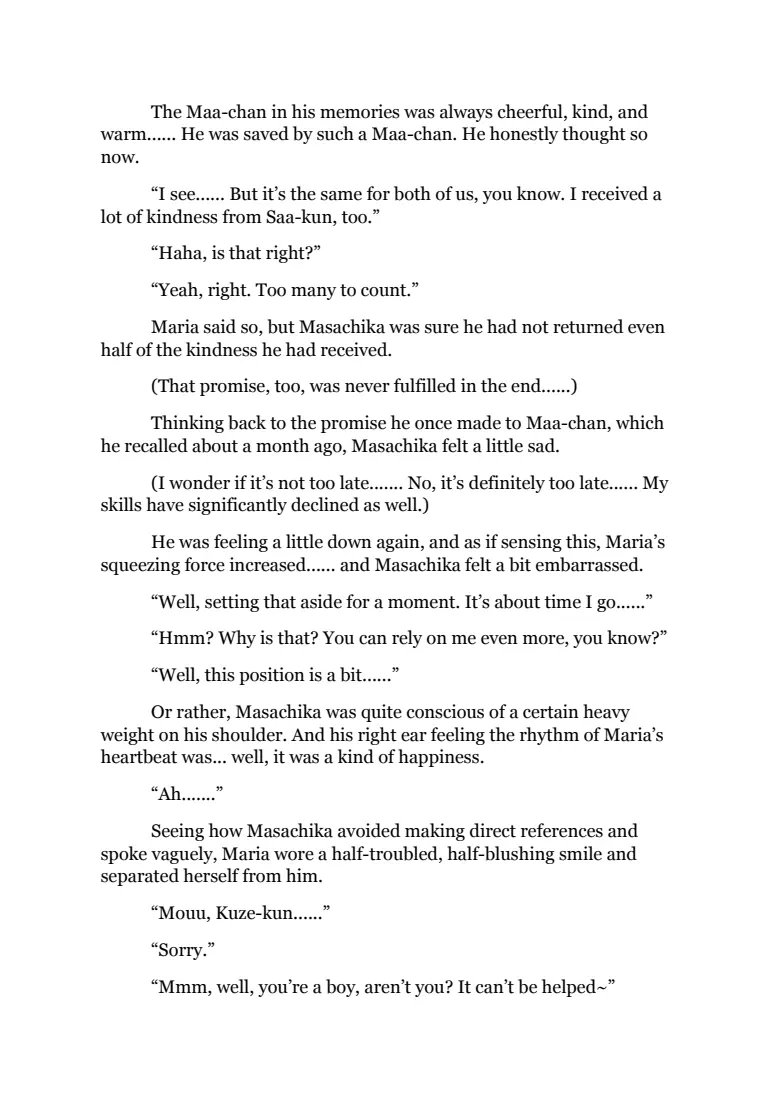 The Maa-chan in his memories was always cheerful, kind, and
warm...... He was saved by such a Maa-chan. He honestly thought so
now.
“I see...... But it’s the same for both of us, you know. I received a
lot of kindness from Saa-kun, too.”
“Haha, is that right?”
“Yeah, right. Too many to count.”
Maria said so, but Masachika was sure he had not returned even
half of the kindness he had received.
(That promise, too, was never fulfilled in the end......)
Thinking back to the promise he once made to Maa-chan, which
he recalled about a month ago, Masachika felt a little sad.
(I wonder if it’s not too late....... No, it’s definitely too late...... My
skills have significantly declined as well.)
He was feeling a little down again, and as if sensing this, Maria’s
squeezing force increased...... and Masachika felt a bit embarrassed.
“Well, setting that aside for a moment. It’s about time I go......”
“Hmm? Why is that? You can rely on me even more, you know?”
“Well, this position is a bit......”
Or rather, Masachika was quite conscious of a certain heavy
weight on his shoulder. And his right ear feeling the rhythm of Maria’s
heartbeat was... well, it was a kind of happiness.
“Ah.......”
Seeing how Masachika avoided making direct references and
spoke vaguely, Maria wore a half-troubled, half-blushing smile and
separated herself from him.
“Mouu, Kuze-kun......”
“Sorry.”
“Mmm, well, you’re a boy, aren’t you? It can’t be helped~”